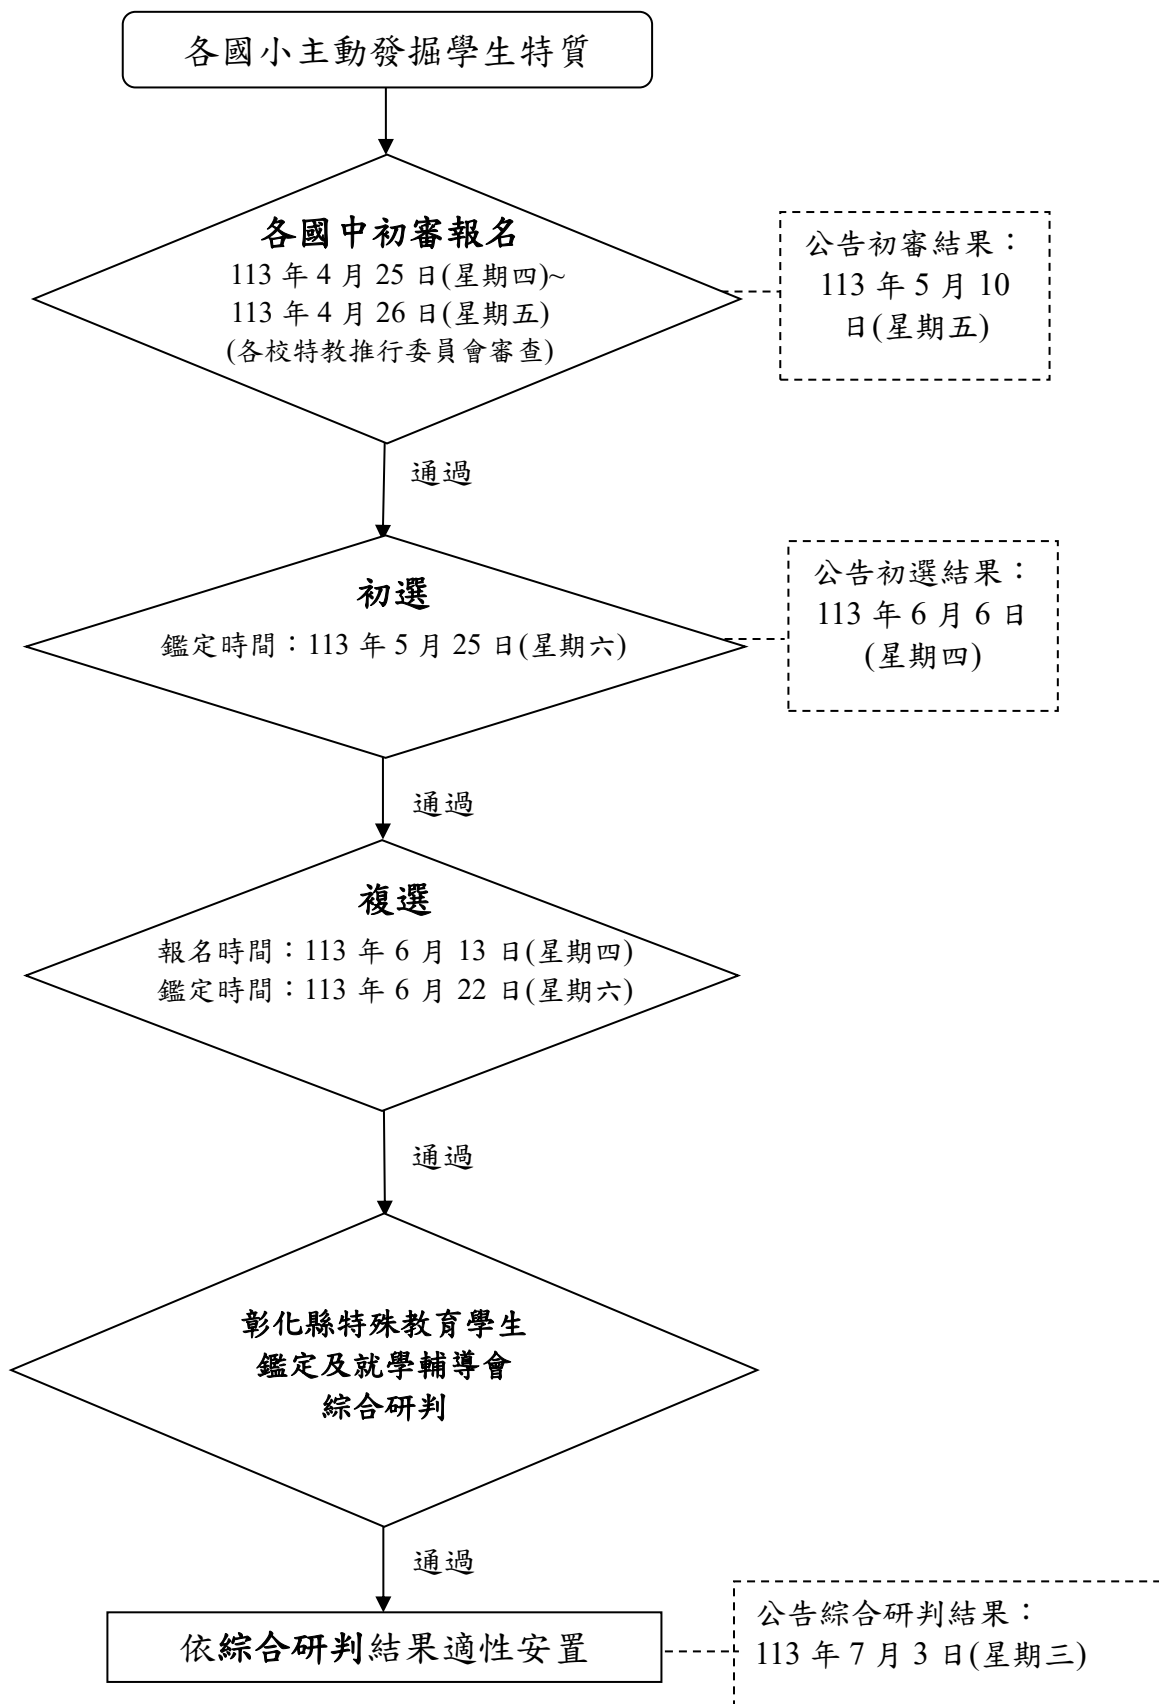 各國小主動發掘學生特質
各國中初審報名
113 年 4 月 25 日(星期四)~
113 年 4 月 26 日(星期五)
(各校特教推行委員會審查)
公告初審結果：
113 年 5 月 10
日(星期五)
通過
初選
鑑定時間：113 年 5 月 25 日(星期六)
公告初選結果：
113 年 6 月 6 日
(星期四)
通過
複選
報名時間：113 年 6 月 13 日(星期四)
鑑定時間：113 年 6 月 22 日(星期六)
通過
彰化縣特殊教育學生
鑑定及就學輔導會
綜合研判
通過
依綜合研判結果適性安置
公告綜合研判結果：
113 年 7 月 3 日(星期三)